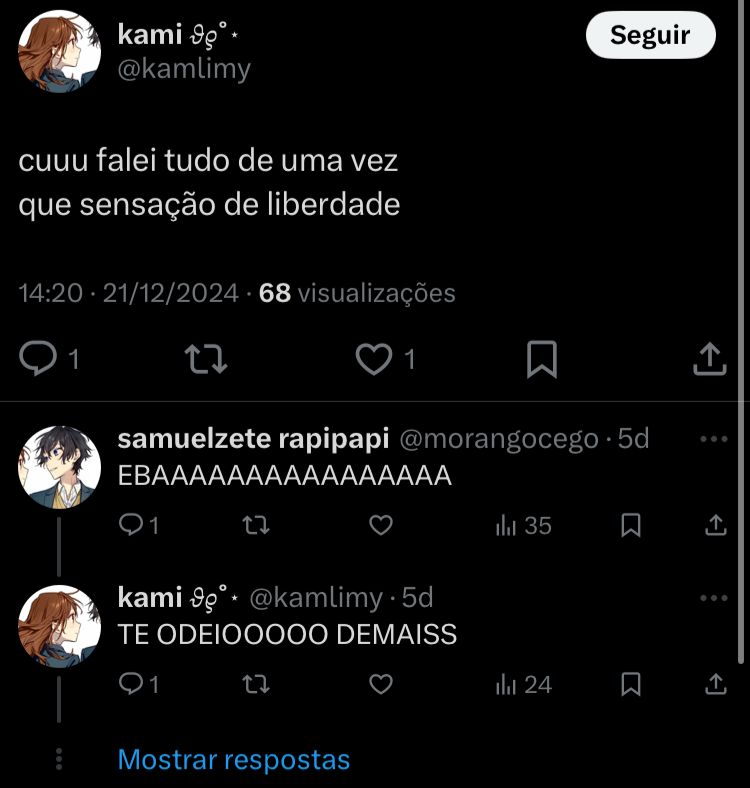 kami 𝜗𝜚˚⋆
Seguir
@kamlimy
cuuu falei tudo de uma vez
que sensação de liberdade
14:20 · 21/12/2024 · 68 visualizações
1 1
samuelzete rapipapi @morangocego · 5d
EBAAAAAAAAAAAAAAAA
1 35
kami 𝜗𝜚˚⋆ @kamlimy · 5d
TE ODEIOOOOO DEMAISS
1 24
Mostrar respostas